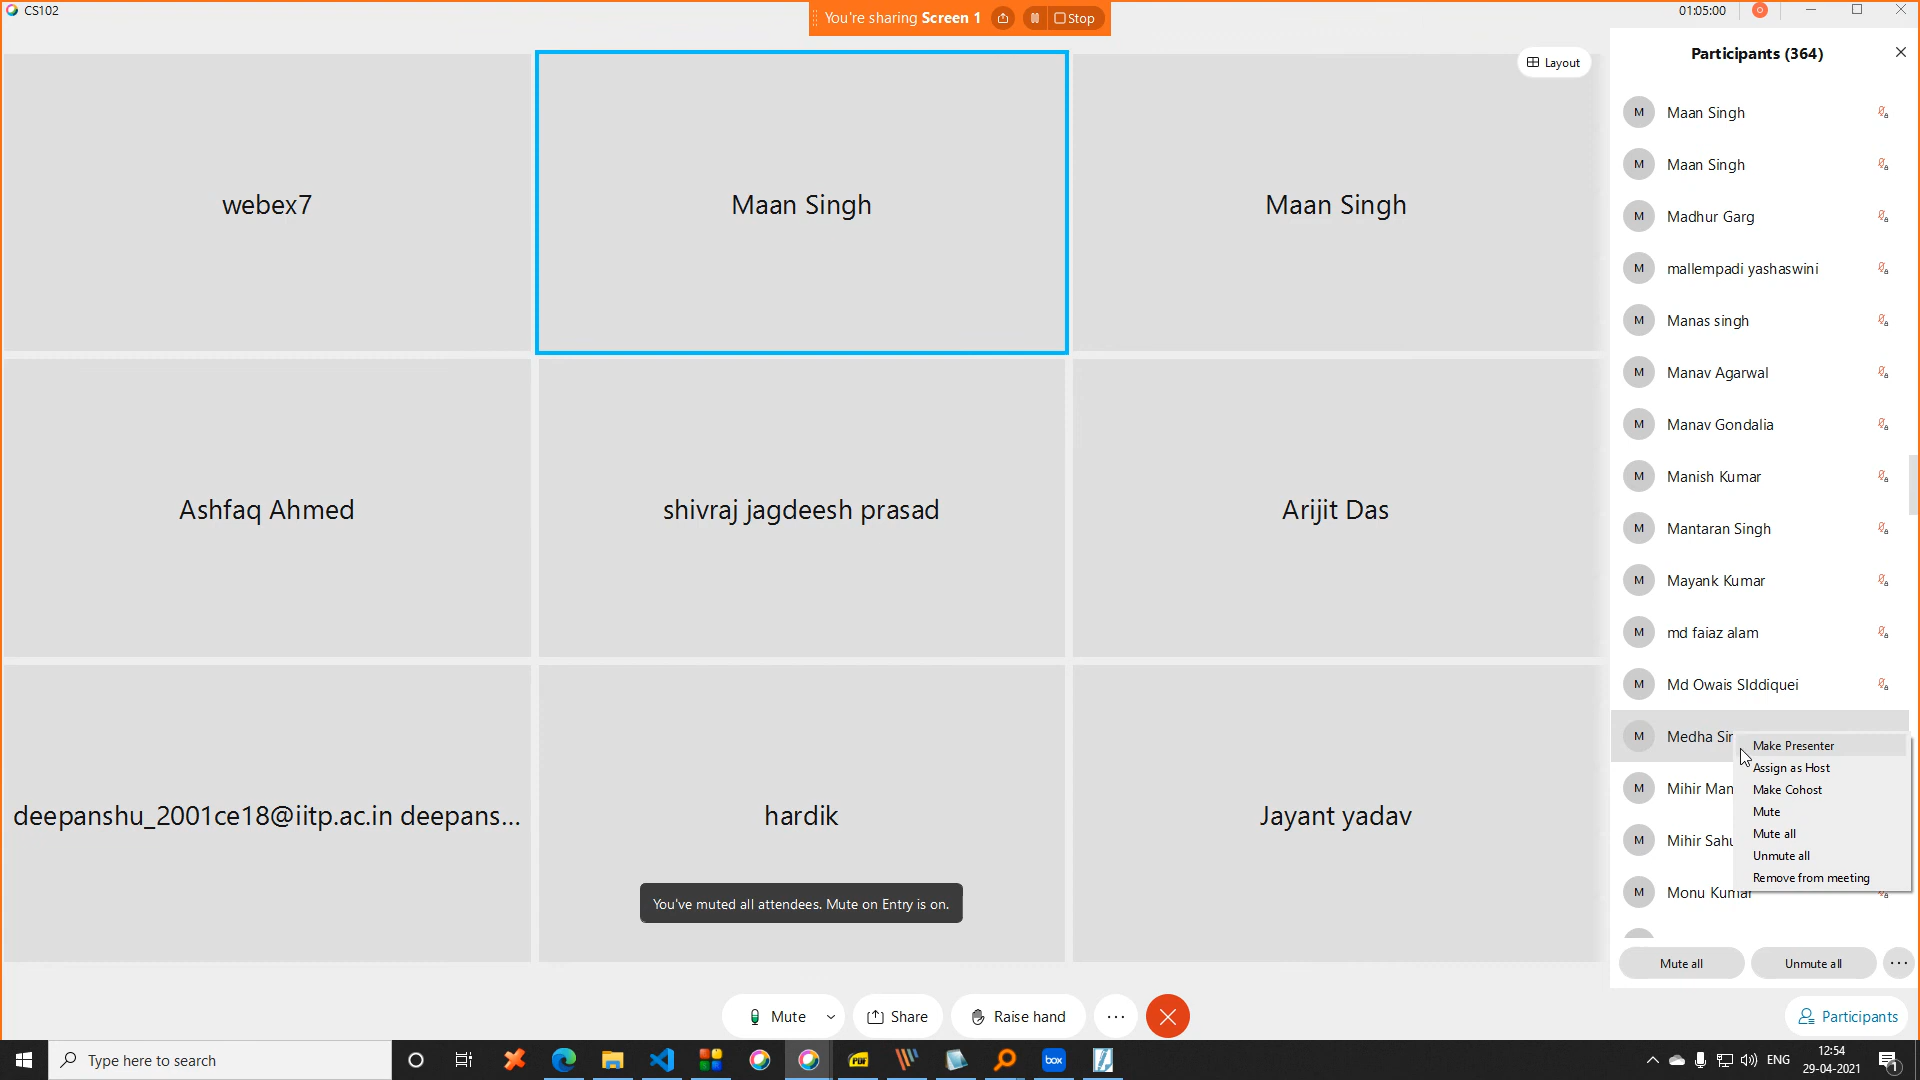 CS102
You're sharing Screen 1
Stop
01:05:00
Layout
webex7
Maan Singh
Maan Singh
Ashfaq Ahmed
shivraj jagdeesh prasad
Arijit Das
deepanshu_2001ce18@iitp.ac.in deepans...
hardik
Jayant yadav
You've muted all attendees. Mute on Entry is on.
Participants (364)
M Maan Singh
M Maan Singh
M Madhur Garg
M mallempadi yashaswini
M Manas singh
M Manav Agarwal
M Manav Gondalia
M Manish Kumar
M Mantaran Singh
M Mayank Kumar
M md faiaz alam
M Md Owais SIddiquei
M Medha
M Mihir
M Mihir
M Monu Kumar
Make Presenter
Assign as Host
Make Cohost
Mute
Mute all
Unmute all
Remove from meeting
Mute all
Unmute all
Mute
Share
Raise hand
Participants
Type here to search
PDF
box
ENG
12:54
29-04-2021
1